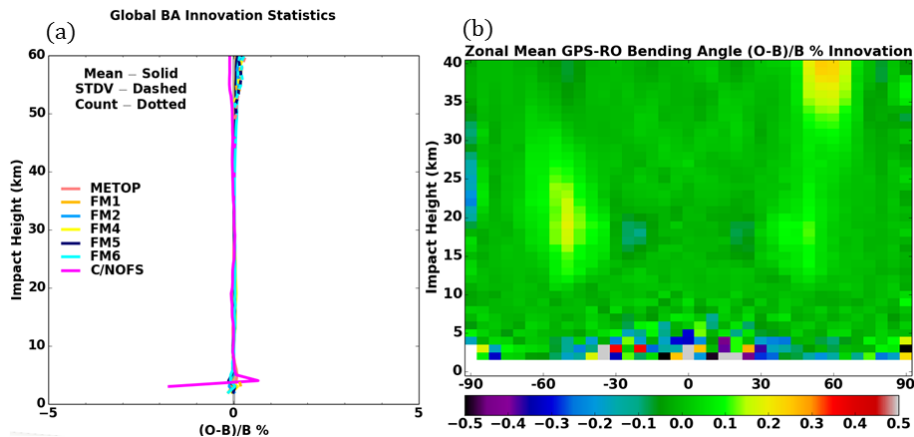 Global BA Innovation Statistics
(a)
60
50
40
30
20
10
0
Impact Height (km)
Mean – Solid
STDV – Dashed
Count – Dotted
METOP
FM1
FM2
FM4
FM5
FM6
C/NOFS
−5
0
5
(O-B)/B %
(b)
Zonal Mean GPS-RO Bending Angle (O-B)/B % Innovation
40
35
30
25
20
15
10
5
0
Impact Height (km)
-90
-60
-30
0
30
60
90
−0.5 −0.4 −0.3 −0.2 −0.1 0.0 0.1 0.2 0.3 0.4 0.5